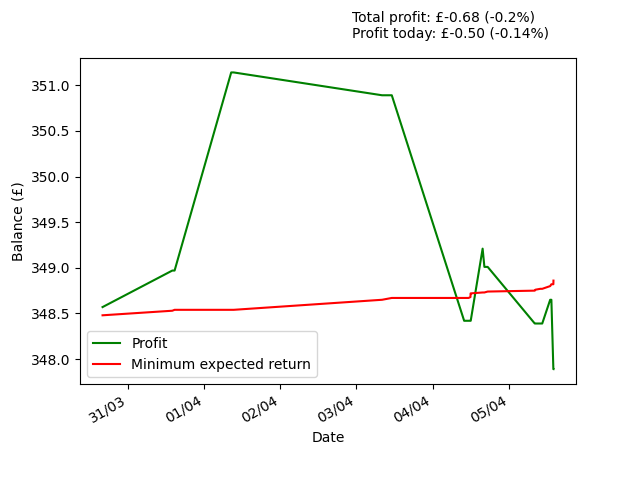 Total profit: £-0.68 (-0.2%)
Profit today: £-0.50 (-0.14%)
351.0
350.5
350.0
349.5
349.0
348.5
348.0
Balance (£)
Profit
Minimum expected return
31/03
01/04
02/04
03/04
04/04
05/04
Date